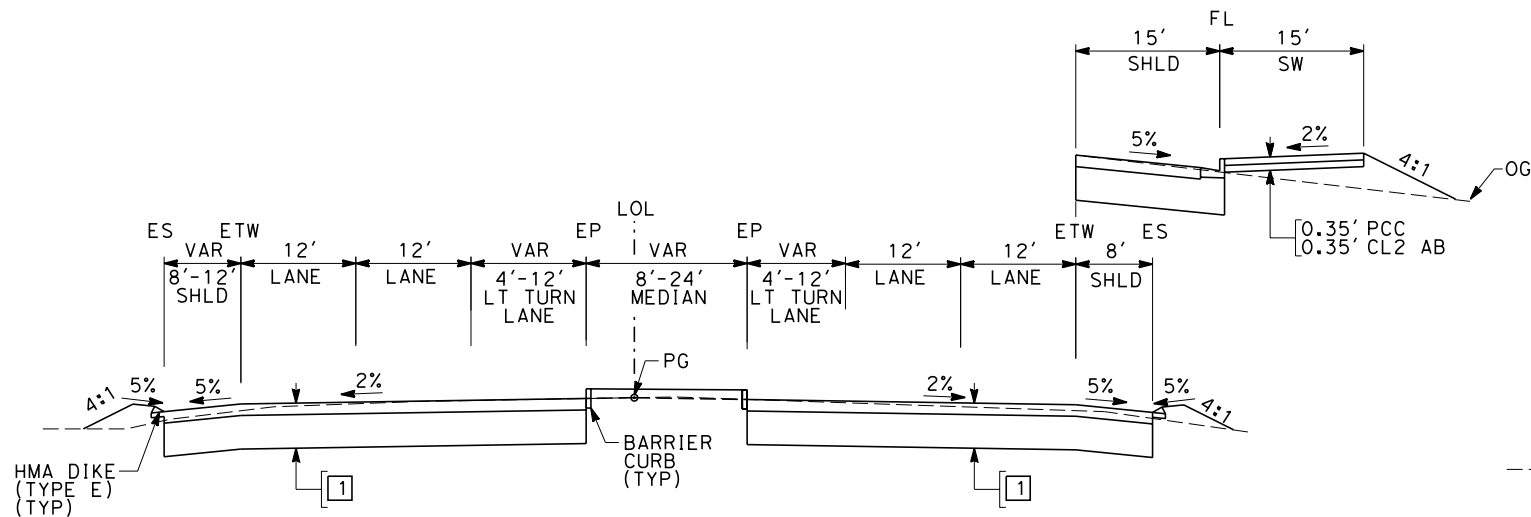 FL
15' 15'
SHLD SW
5% 2%
4:1
OG
0.35' PCC
0.35' CL2 AB
LOL
ES ETW EP EP ETW ES
VAR 12' 12' VAR VAR VAR 12' 12' 8'
8'-12' LANE LANE 4'-12' 8'-24' 4'-12' LANE LANE SHLD
SHLD LT TURN MEDIAN LT TURN
LANE LANE
PG
4:1 5% 5% 2% 2% 5% 5% 4:1
BARRIER
CURB
(TYP)
HMA DIKE
(TYPE E)
(TYP)
1 1